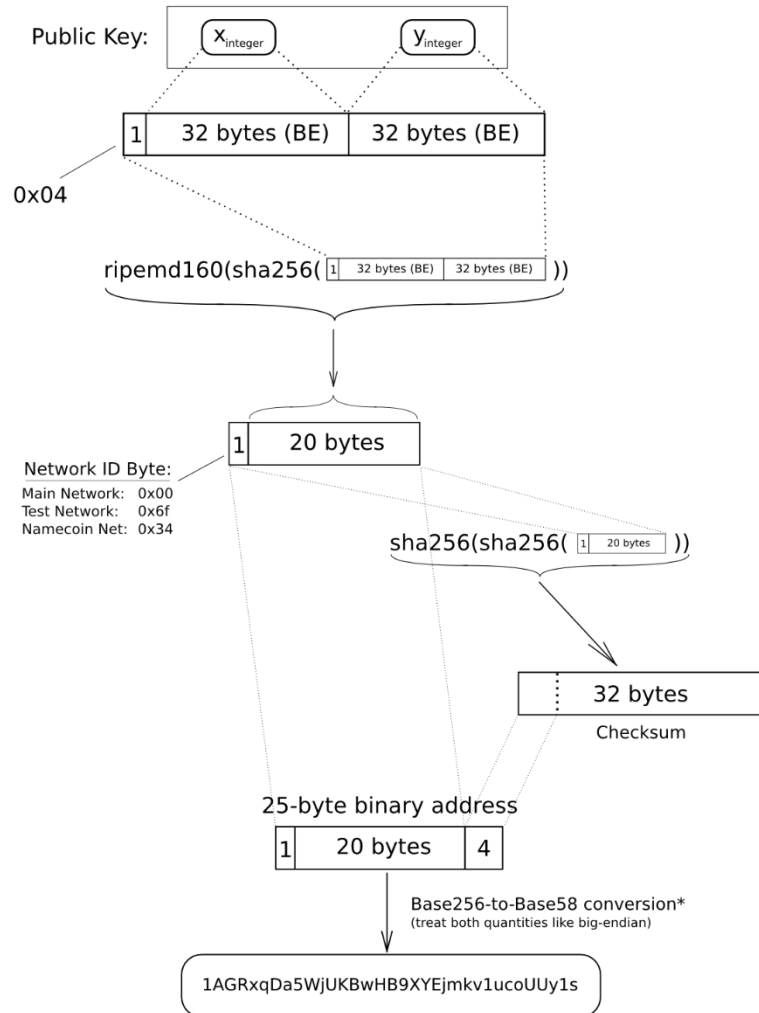 Public Key:
x integer
y integer
1
32 bytes (BE)
32 bytes (BE)
0x04
ripemd160(sha256( 1 32 bytes (BE) 32 bytes (BE) ))
1
20 bytes
Network ID Byte:
Main Network: 0x00
Test Network: 0x6f
Namecoin Net: 0x34
sha256(sha256( 1 20 bytes ))
32 bytes
Checksum
25-byte binary address
1
20 bytes
4
Base256-to-Base58 conversion*
(treat both quantities like big-endian)
1AGRxqDa5WjUKBwHB9XYEjmkv1ucoUUy1s